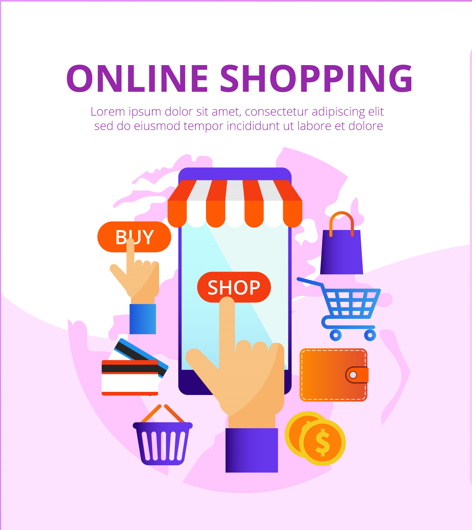 ONLINE SHOPPING
Lorem ipsum dolor sit amet, consectetur adipiscing elit
sed do eiusmod tempor incididunt ut labore et dolore
BUY
SHOP
$